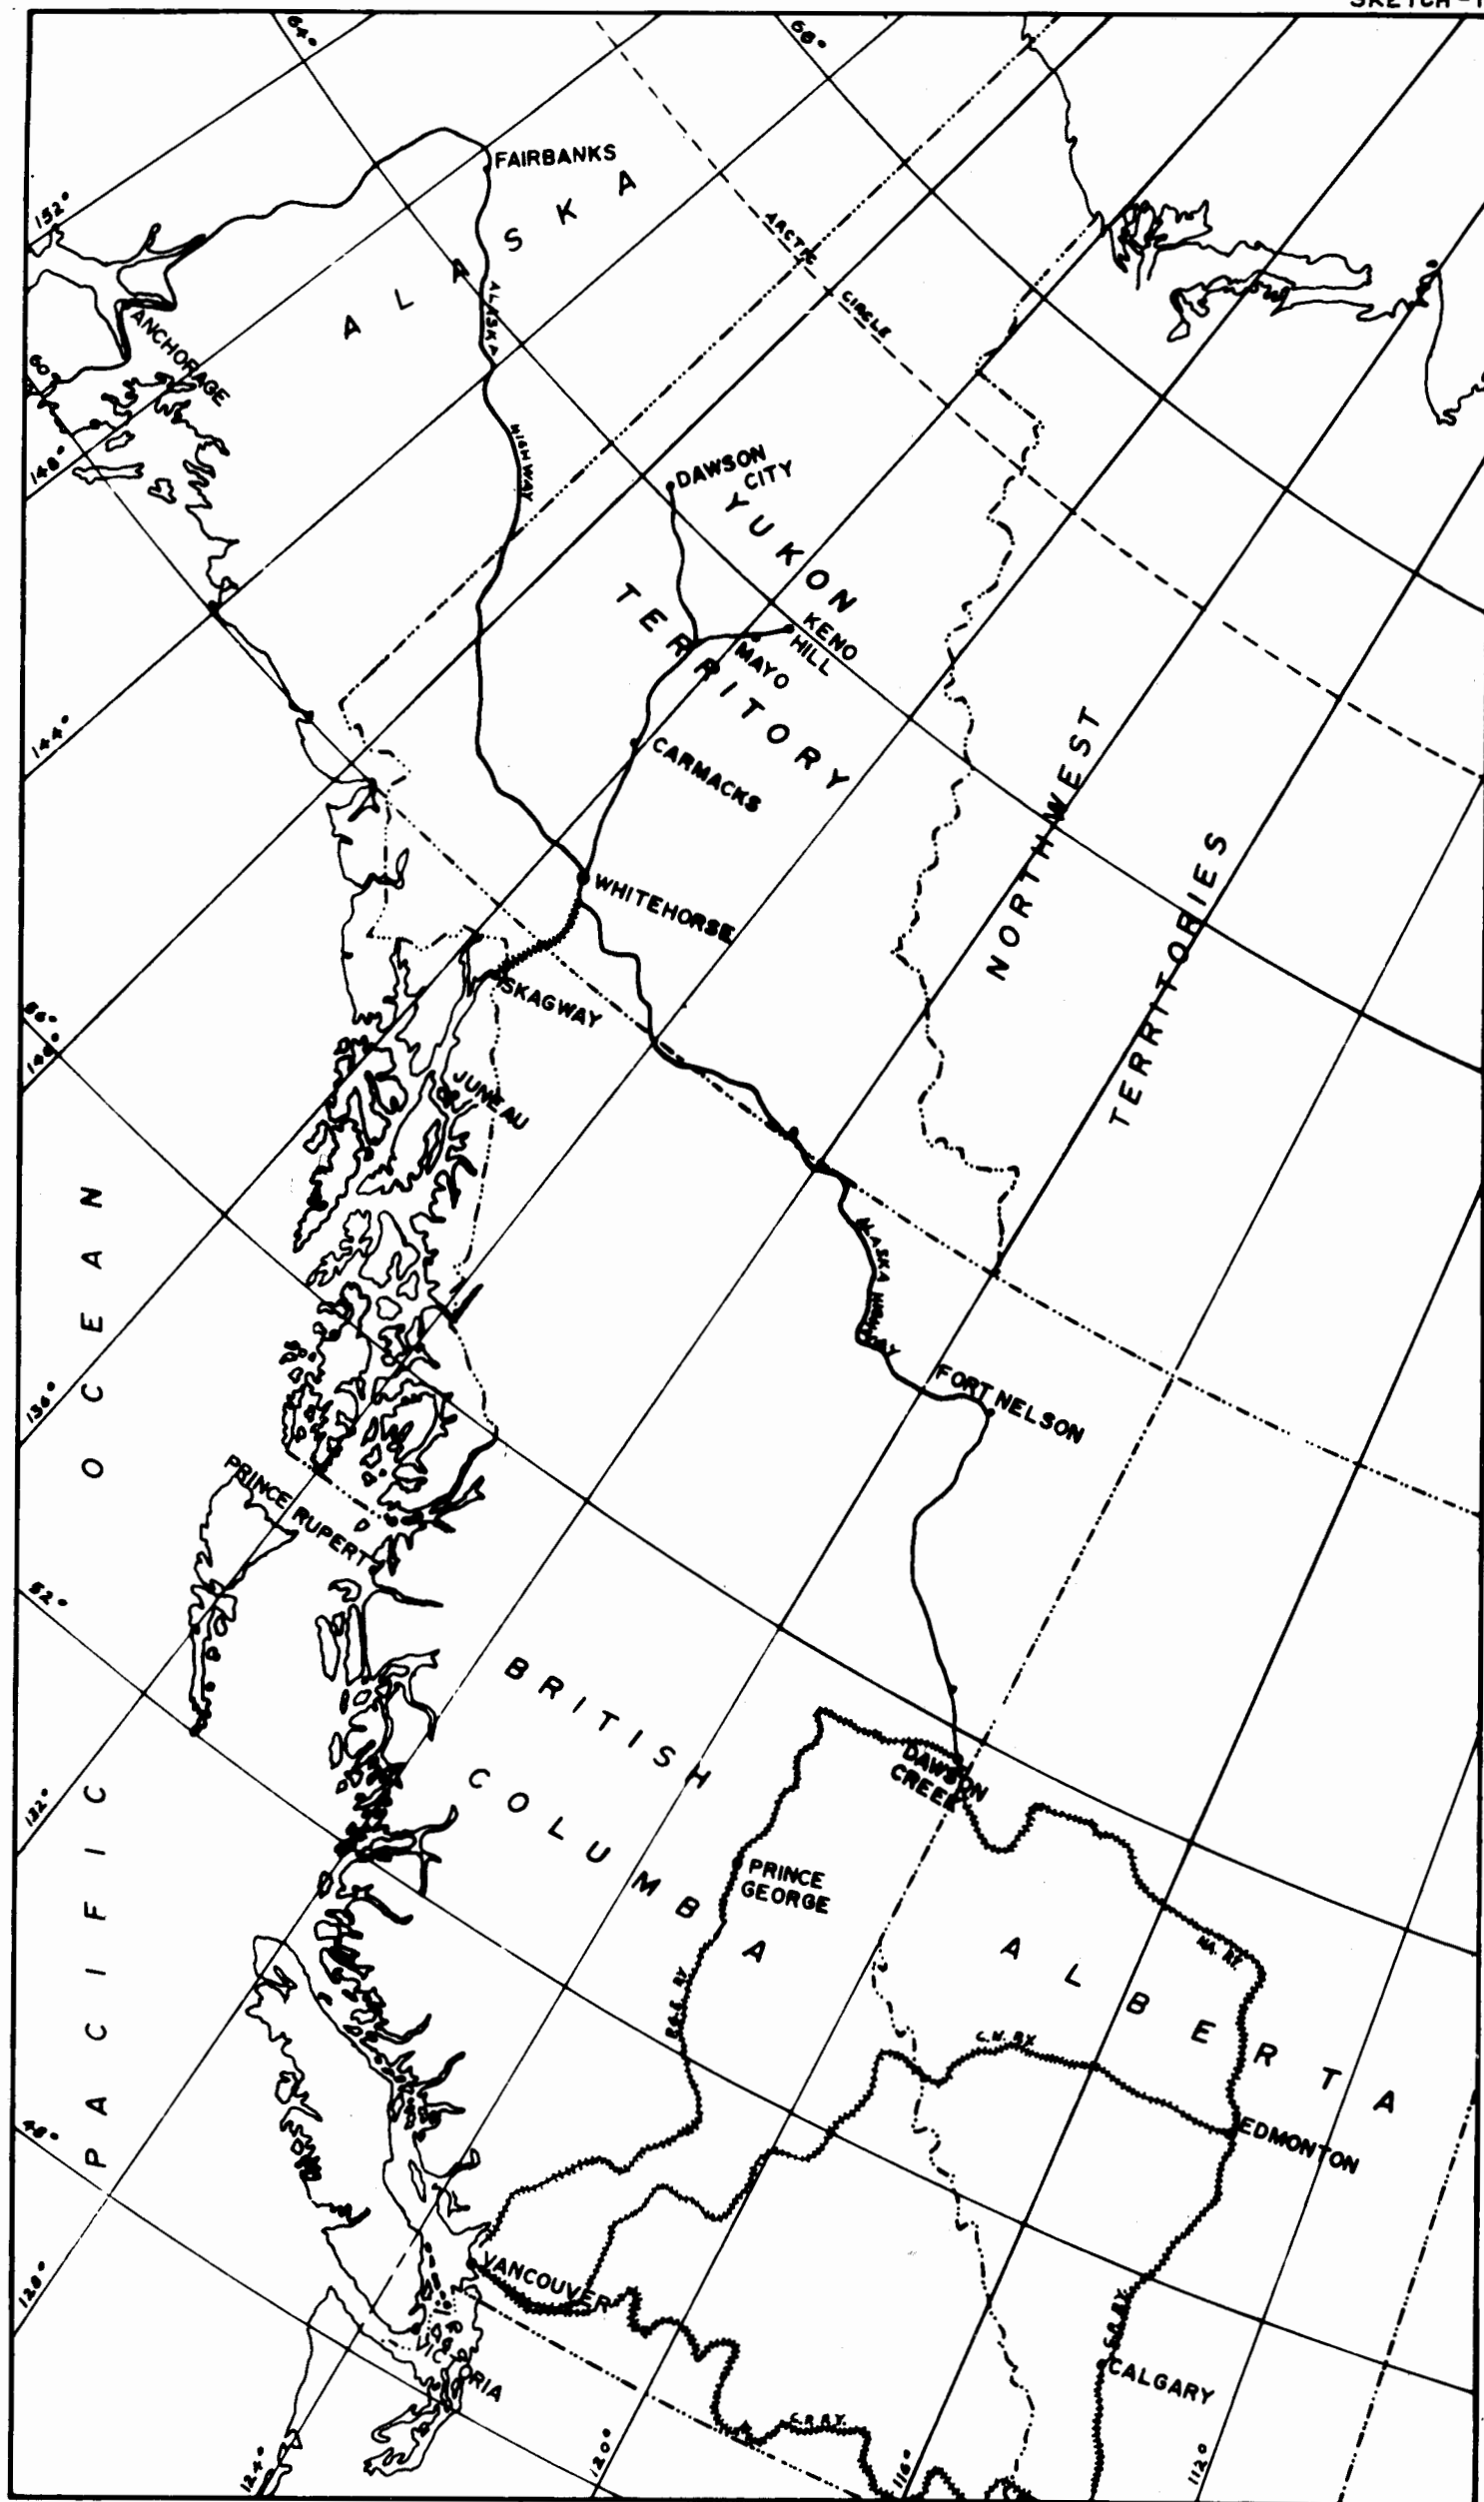 SKETCH-1
64°
68°
FAIRBANKS
ALASKA
152°
ARCTIC
CIRCLE
ALASKA
HIGHWAY
ANCHORAGE
60°
148°
DAWSON
CITY
YUKON
TERRITORY
KENO
HILL
MAYO
144°
CARMACKS
NORTHWEST
TERRITORIES
WHITEHORSE
SKAGWAY
56°
140°
JUNEAU
ALASKA HIGHWAY
136°
FORT NELSON
PRINCE RUPERT
52°
BRITISH
COLUMBIA
132°
DAWSON
CREEK
PRINCE
GEORGE
ALBERTA
N.A.RY.
P.G.E. RY
C.N. RY.
EDMONTON
PACIFIC OCEAN
48°
128°
VANCOUVER
VICTORIA
CALGARY
C.P.RY.
C.P.RY.
124°
120°
116°
112°